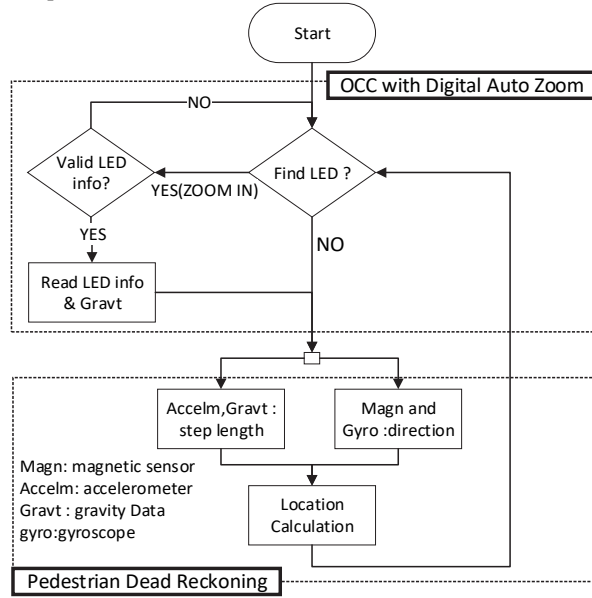 Start
OCC with Digital Auto Zoom
NO
Valid LED
info?
Find LED ?
YES(ZOOM IN)
YES
NO
Read LED info
& Gravt
Accelm,Gravt :
step length
Magn and
Gyro :direction
Magn: magnetic sensor
Accelm: accelerometer
Gravt : gravity Data
gyro:gyroscope
Location
Calculation
Pedestrian Dead Reckoning